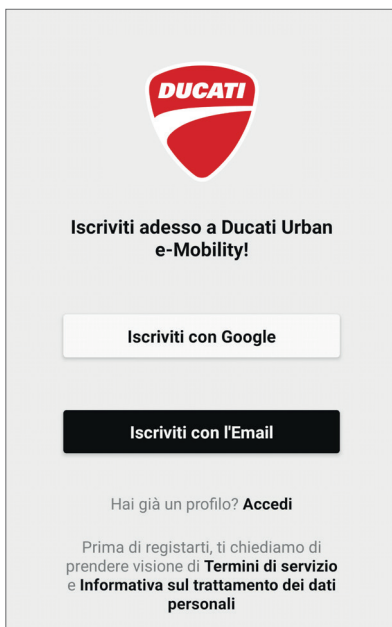 DUCATI
Iscriviti adesso a Ducati Urban
e-Mobility!
Iscriviti con Google
Iscriviti con l'Email
Hai già un profilo? Accedi
Prima di registarti, ti chiediamo di
prendere visione di Termini di servizio
e Informativa sul trattamento dei dati
personali